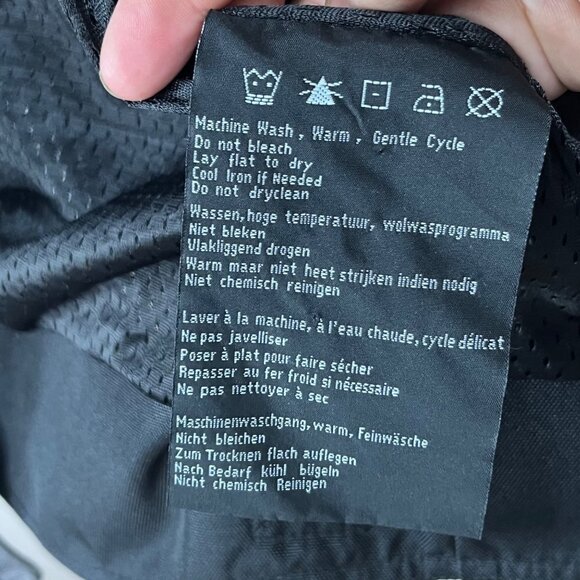 Machine Wash, Warm, Gentle Cycle
Do not bleach
Lay flat to dry
Cool Iron if Needed
Do not dryclean
Wassen, hoge temperatuur, wolwasprogramma
Niet bleken
Vlakliggend drogen
Warm maar niet heet strijken indien nodig
Niet chemisch reinigen
Laver à la machine, à l'eau chaude, cycle délicat
Ne pas javelliser
Poser à plat pour faire sécher
Repasser au fer froid si nécessaire
Ne pas nettoyer à sec
Maschinenwaschgang, warm, Feinwäsche
Nicht bleichen
Zum Trocknen flach auflegen
Nach Bedarf kühl bügeln
Nicht chemisch Reinigen